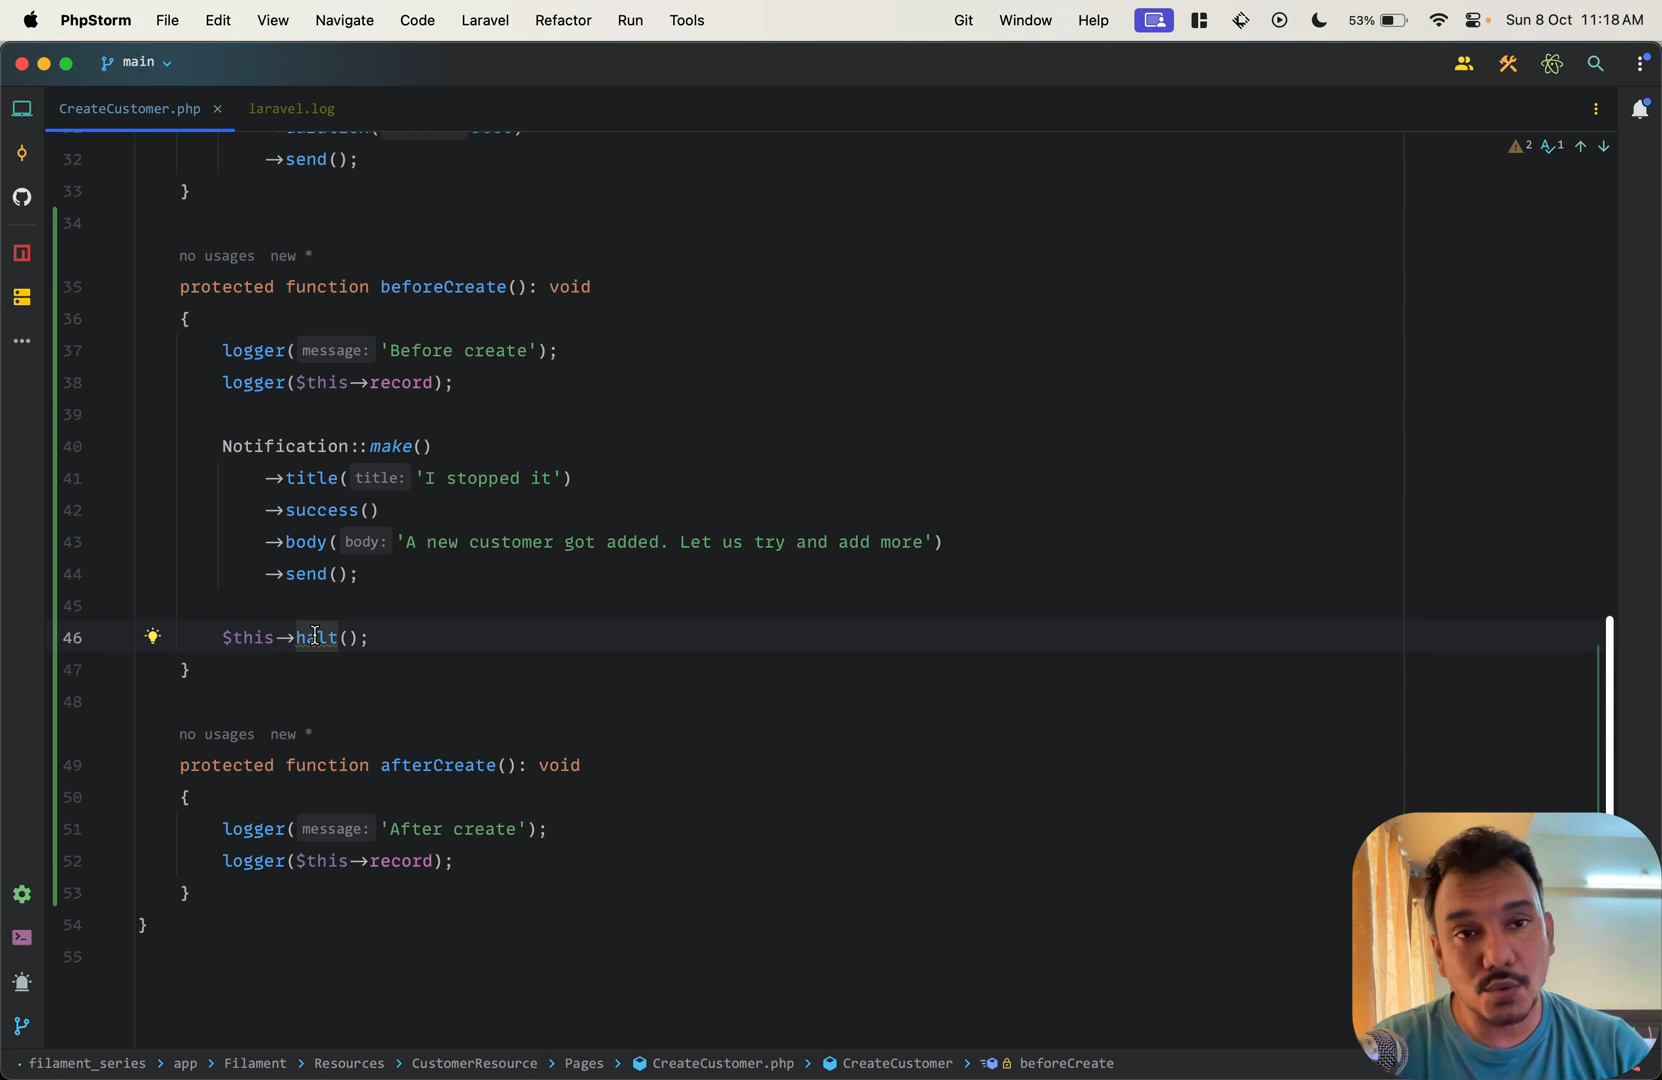 PhpStorm File Edit View Navigate Code Laravel Refactor Run Tools Git Window Help 53% Sun 8 Oct 11:18 AM
main
CreateCustomer.php laravel.log
32 →send();
2 1
33 }
34
no usages new *
35 protected function beforeCreate(): void
36 {
37 logger( message: 'Before create');
38 logger($this→record);
39
40 Notification::make()
41 →title( title: 'I stopped it')
42 →success()
43 →body( body: 'A new customer got added. Let us try and add more')
44 →send();
45
46 $this→halt();
47 }
48
no usages new *
49 protected function afterCreate(): void
50 {
51 logger( message: 'After create');
52 logger($this→record);
53 }
54 }
55
filament_series > app > Filament > Resources > CustomerResource > Pages > CreateCustomer.php > CreateCustomer > beforeCreate